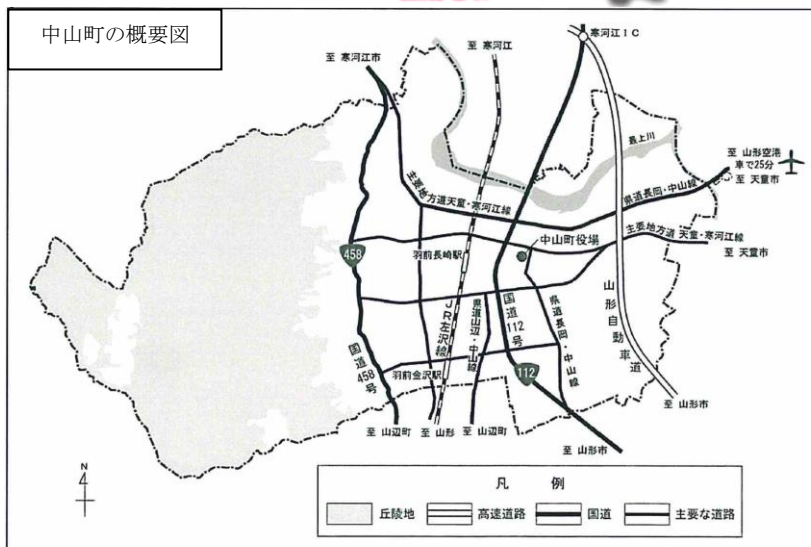 中山町の概要図
至 寒河江市
至 寒河江
寒河江IC
最上川
至 山形空港
車で25分
至 天童市
主要地方道天童・寒河江線
県道長岡・中山線
主要地方道 天童・寒河江線
至 天童市
中山町役場
羽前長崎駅
458
JR左沢線
県道山辺・中山線
国道112号
県道長岡・中山線
山形自動車道
国道458号
羽前金沢駅
112
至 山形市
至 山辺町
至 山形
至 山辺町
至 山形市
N
凡 例
丘陵地
高速道路
国道
主要な道路